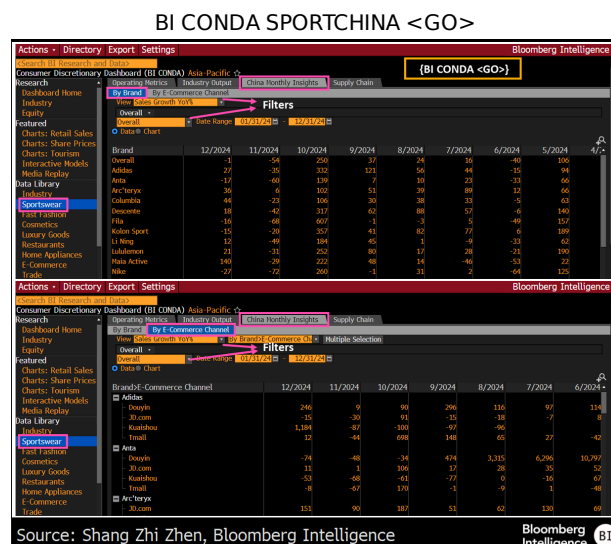 BI CONDA SPORTCHINA <GO>
Actions - Directory Export Settings Bloomberg Intelligence
<Search BI Research and Data>
{BI CONDA <GO>}
Consumer Discretionary Dashboard (BI CONDA) Asia-Pacific ☆
Research Operating Metrics Industry Output China Monthly Insights Supply Chain
Dashboard Home By Brand By E-Commerce Channel
Industry View Sales Growth YoY%
Equity Overall Filters
Featured Overall Date Range 01/31/24 - 12/31/24
Charts: Retail Sales Data Chart
Charts: Share Prices
Charts: Tourism Brand 12/2024 11/2024 10/2024 9/2024 8/2024 7/2024 6/2024 5/2024 4/
Interactive Models Overall -1 -54 250 37 24 16 -40 106
Media Replay Adidas 27 -35 332 121 56 44 -15 94
Data Library Anta -17 -60 139 7 10 23 -33 66
Industry Arc'teryx 36 6 102 51 39 89 12 66
Sportswear Columbia 44 -23 106 30 38 33 -5 63
Fast Fashion Descente 18 -42 317 62 88 57 -6 140
Cosmetics Fila -16 -68 607 -1 -3 5 -49 157
Luxury Goods Kolon Sport -15 -20 357 41 82 77 6 189
Restaurants Li Ning 12 -49 184 45 1 -9 -33 62
Home Appliances Lululemon 21 -31 252 80 17 28 -21 190
E-Commerce Maia Active 140 -29 222 48 14 -46 -53 22
Trade Nike -27 -72 260 -1 31 2 -64 125
Actions - Directory Export Settings Bloomberg Intelligence
<Search BI Research and Data>
Consumer Discretionary Dashboard (BI CONDA) Asia-Pacific ☆
Research Operating Metrics Industry Output China Monthly Insights Supply Chain
Dashboard Home By Brand By E-Commerce Channel
Industry View Sales Growth YoY% By Brand>E-Commerce Ch Multiple Selection
Equity Overall Filters
Featured Overall Date Range 01/31/24 - 12/31/24
Charts: Retail Sales Data Chart
Charts: Share Prices
Charts: Tourism Brand>E-Commerce Channel 12/2024 11/2024 10/2024 9/2024 8/2024 7/2024 6/2024
Interactive Models Adidas
Media Replay Douyin 246 9 90 296 116 97 114
Data Library JD.com -15 -30 91 -15 -18 -7 8
Industry Kuaishou 1,184 -87 -100 -97 -96
Sportswear Tmall 12 -44 698 148 65 27 -42
Fast Fashion Anta
Cosmetics Douyin -74 -48 -34 474 3,315 6,296 10,797
Luxury Goods JD.com 11 1 106 17 28 35 52
Restaurants Kuaishou -53 -68 -61 -77 0 -16 67
Home Appliances Tmall -8 -67 170 -1 -9 1 -48
E-Commerce Arc'teryx
Trade JD.com 151 90 187 51 62 130 69
Source: Shang Zhi Zhen, Bloomberg Intelligence
Bloomberg Intelligence BI